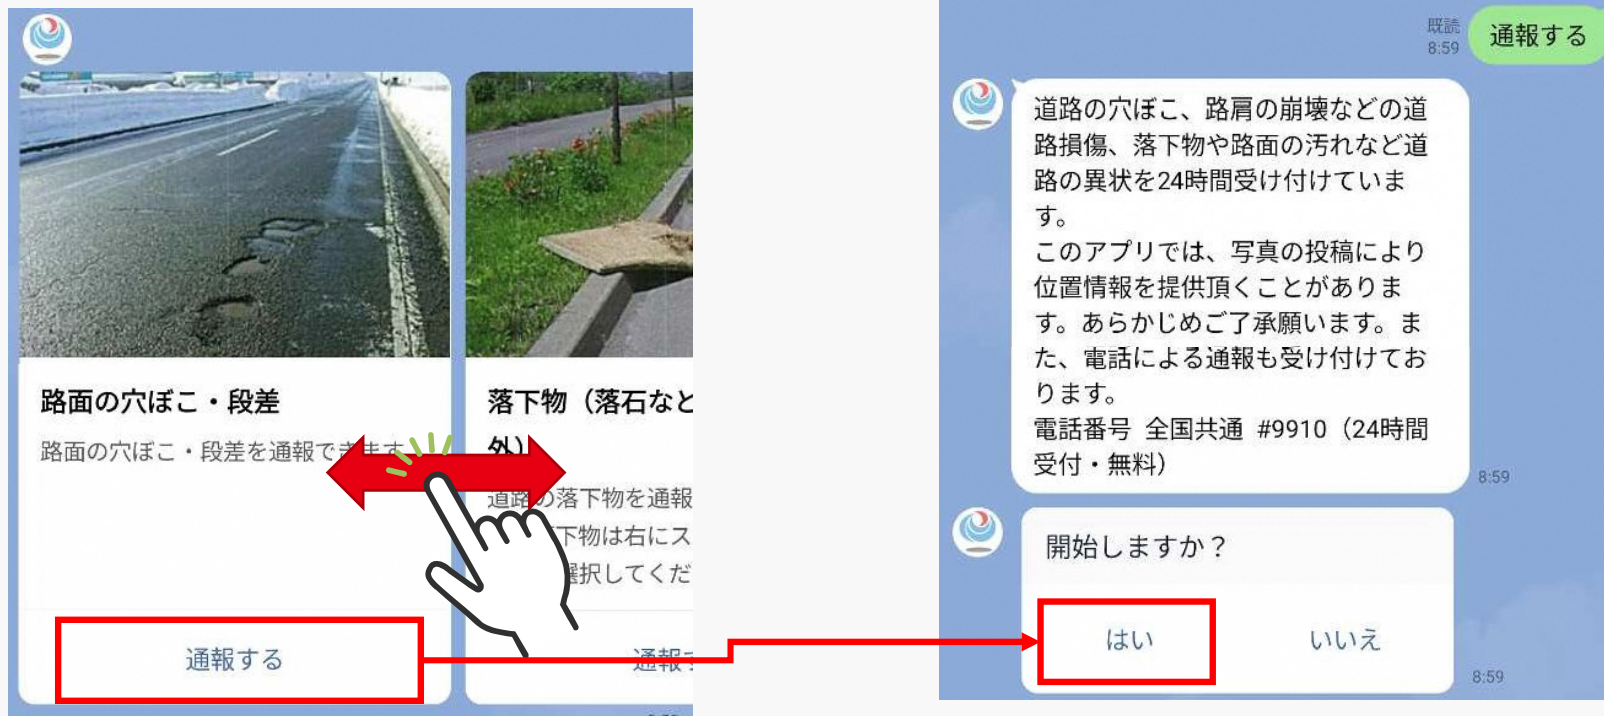 路面の穴ぼこ・段差
路面の穴ぼこ・段差を通報できます
通報する
落下物（落石など
外）
道路の落下物を通報
下物は右にス
選択してくだ
通報す
既読
8:59
通報する
道路の穴ぼこ、路肩の崩壊などの道
路損傷、落下物や路面の汚れなど道
路の異状を24時間受け付けていま
す。
このアプリでは、写真の投稿により
位置情報を提供頂くことがありま
す。あらかじめご了承願います。ま
た、電話による通報も受け付けてお
ります。
電話番号 全国共通 #9910（24時間
受付・無料）
8:59
開始しますか？
はい
いいえ
8:59